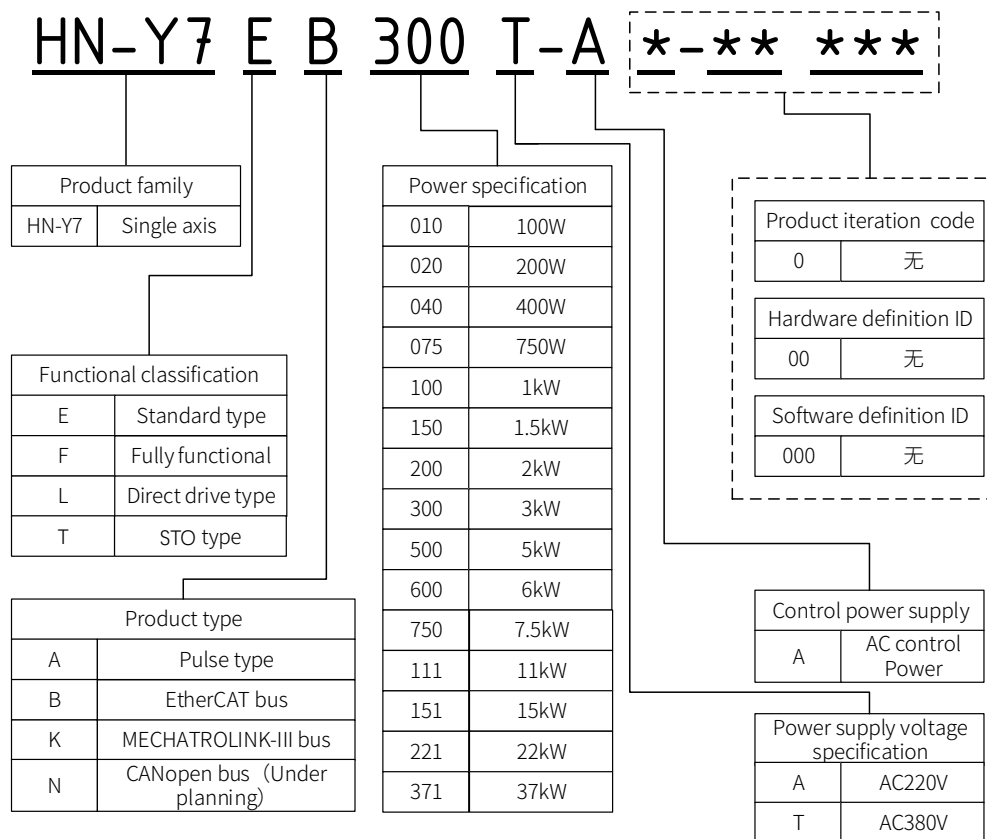 HN-Y7 E B 300 T-A *-** ***
Product family
HN-Y7 Single axis
Functional classification
E Standard type
F Fully functional
L Direct drive type
T STO type
Product type
A Pulse type
B EtherCAT bus
K MECHATROLINK-III bus
N CANopen bus（Under
planning）
Power specification
010 100W
020 200W
040 400W
075 750W
100 1kW
150 1.5kW
200 2kW
300 3kW
500 5kW
600 6kW
750 7.5kW
111 11kW
151 15kW
221 22kW
371 37kW
Product iteration code
0 无
Hardware definition ID
00 无
Software definition ID
000 无
Control power supply
A AC control
Power
Power supply voltage
specification
A AC220V
T AC380V